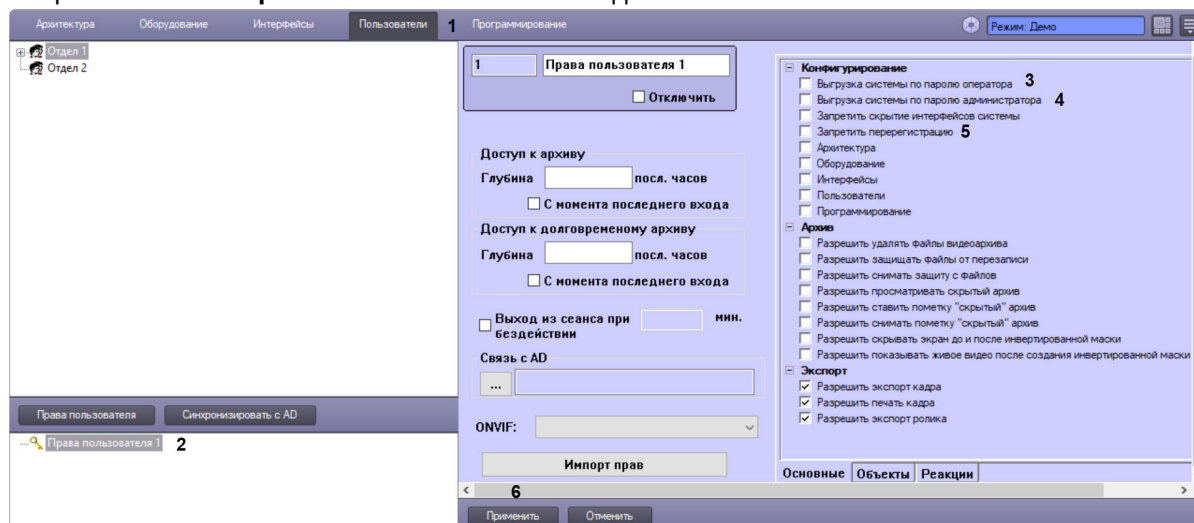 Архитектура Оборудование Интерфейсы Пользователи 1 Программирование Режим: Демо
Отдел 1
Отдел 2
1 Права пользователя 1
Отключить
Доступ к архиву
Глубина посл. часов
С момента последнего входа
Доступ к долговременому архиву
Глубина посл. часов
С момента последнего входа
Выход из сеанса при бездействии мин.
Связь с AD
...
ONVIF:
Импорт прав
Конфигурирование
Выгрузка системы по паролю оператора 3
Выгрузка системы по паролю администратора 4
Запретить скрытие интерфейсов системы
Запретить перерегистрацию 5
Архитектура
Оборудование
Интерфейсы
Пользователи
Программирование
Архив
Разрешить удалять файлы видеоархива
Разрешить защищать файлы от перезаписи
Разрешить снимать защиту с файлов
Разрешить просматривать скрытый архив
Разрешить ставить пометку "скрытый" архив
Разрешить снимать пометку "скрытый" архив
Разрешить скрывать экран до и после инвертированной маски
Разрешить показывать живое видео после создания инвертированной маски
Экспорт
Разрешить экспорт кадра
Разрешить печать кадра
Разрешить экспорт ролика
Основные Объекты Реакции
Права пользователя Синхронизировать с AD
Права пользователя 1 2
6
Применить Отменить